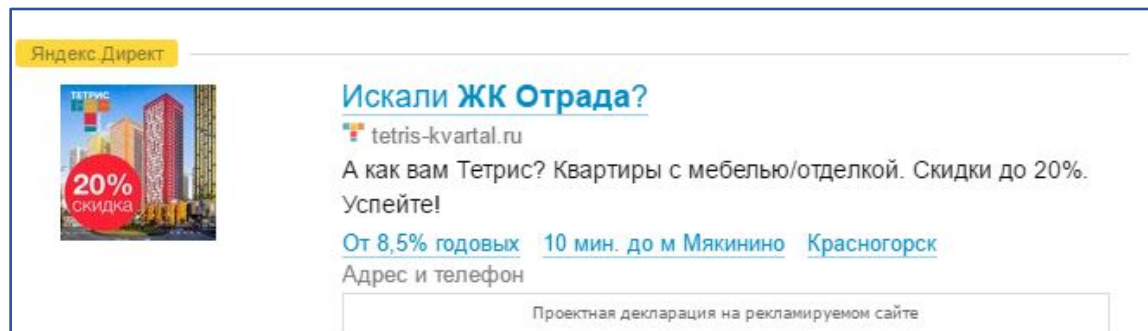 Яндекс.Директ
ТЕТРИС
20%
скидка
Искали ЖК Отрада?
tetris-kvartal.ru
А как вам Тетрис? Квартиры с мебелью/отделкой. Скидки до 20%.
Успейте!
От 8,5% годовых 10 мин. до м Мякинино Красногорск
Адрес и телефон
Проектная декларация на рекламируемом сайте